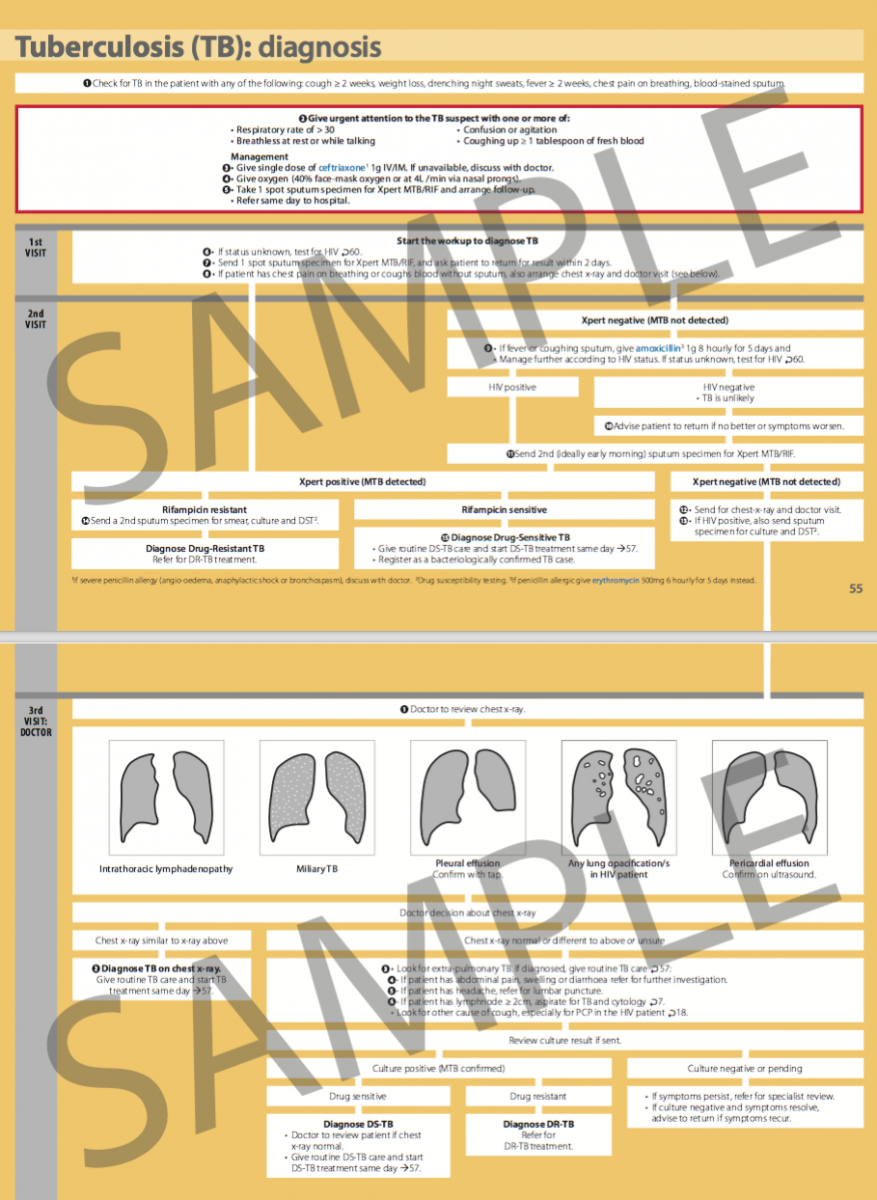 Tuberculosis (TB): diagnosis
❶Check for TB in the patient with any of the following: cough ≥ 2 weeks, weight loss, drenching night sweats, fever ≥ 2 weeks, chest pain on breathing, blood-stained sputum.
❷Give urgent attention to the TB suspect with one or more of:
• Respiratory rate of > 30
• Breathless at rest or while talking
• Confusion or agitation
• Coughing up ≥ 1 tablespoon of fresh blood
Management
❸• Give single dose of ceftriaxone¹ 1g IV/IM. If unavailable, discuss with doctor.
❹• Give oxygen (40% face-mask oxygen or at 4L /min via nasal prongs).
❺• Take 1 spot sputum specimen for Xpert MTB/RIF and arrange follow-up.
• Refer same day to hospital.
1st
VISIT
Start the workup to diagnose TB
❻• If status unknown, test for HIV ⮌60.
❼• Send 1 spot sputum specimen for Xpert MTB/RIF, and ask patient to return for result within 2 days.
❽• If patient has chest pain on breathing or coughs blood without sputum, also arrange chest x-ray and doctor visit (see below).
2nd
VISIT
Xpert negative (MTB not detected)
❾• If fever or coughing sputum, give amoxicillin³ 1g 8 hourly for 5 days and
• Manage further according to HIV status. If status unknown, test for HIV ⮌60.
HIV positive
HIV negative
• TB is unlikely
❿Advise patient to return if no better or symptoms worsen.
⓫Send 2nd (ideally early morning) sputum specimen for Xpert MTB/RIF.
Xpert positive (MTB detected)
Xpert negative (MTB not detected)
Rifampicin resistant
⓮Send a 2nd sputum specimen for smear, culture and DST².
Rifampicin sensitive
⓬• Send for chest-x-ray and doctor visit.
⓭• If HIV positive, also send sputum
specimen for culture and DST².
Diagnose Drug-Resistant TB
Refer for DR-TB treatment.
⓯ Diagnose Drug-Sensitive TB
• Give routine DS-TB care and start DS-TB treatment same day →57.
• Register as a bacteriologically confirmed TB case.
¹If severe penicillin allergy (angio-oedema, anaphylactic shock or bronchospasm), discuss with doctor. ²Drug susceptibility testing. ³If penicillin allergic give erythromycin 500mg 6 hourly for 5 days instead.
55
SAMPLE
3rd
VISIT:
DOCTOR
❶ Doctor to review chest x-ray.
Intrathoracic lymphadenopathy
Miliary TB
Pleural effusion
Confirm with tap.
Any lung opacification/s
in HIV patient
Pericardial effusion
Confirm on ultrasound.
Doctor decision about chest x-ray
Chest x-ray similar to x-ray above
Chest x-ray normal or different to above or unsure
❷ Diagnose TB on chest x-ray.
Give routine TB care and start TB
treatment same day →57.
❸• Look for extra-pulmonary TB. If diagnosed, give routine TB care ⮌57:
❹- If patient has abdominal pain, swelling or diarrhoea refer for further investigation.
❺- If patient has headache, refer for lumbar puncture.
❻- If patient has lymph node ≥ 2cm, aspirate for TB and cytology ⮌7.
• Look for other cause of cough, especially for PCP in the HIV patient ⮌18.
Review culture result if sent.
Culture positive (MTB confirmed)
Culture negative or pending
Drug sensitive
Drug resistant
• If symptoms persist, refer for specialist review.
• If culture negative and symptoms resolve,
advise to return if symptoms recur.
Diagnose DS-TB
• Doctor to review patient if chest
x-ray normal.
• Give routine DS-TB care and start
DS-TB treatment same day →57.
Diagnose DR-TB
Refer for
DR-TB treatment.
SAMPLE